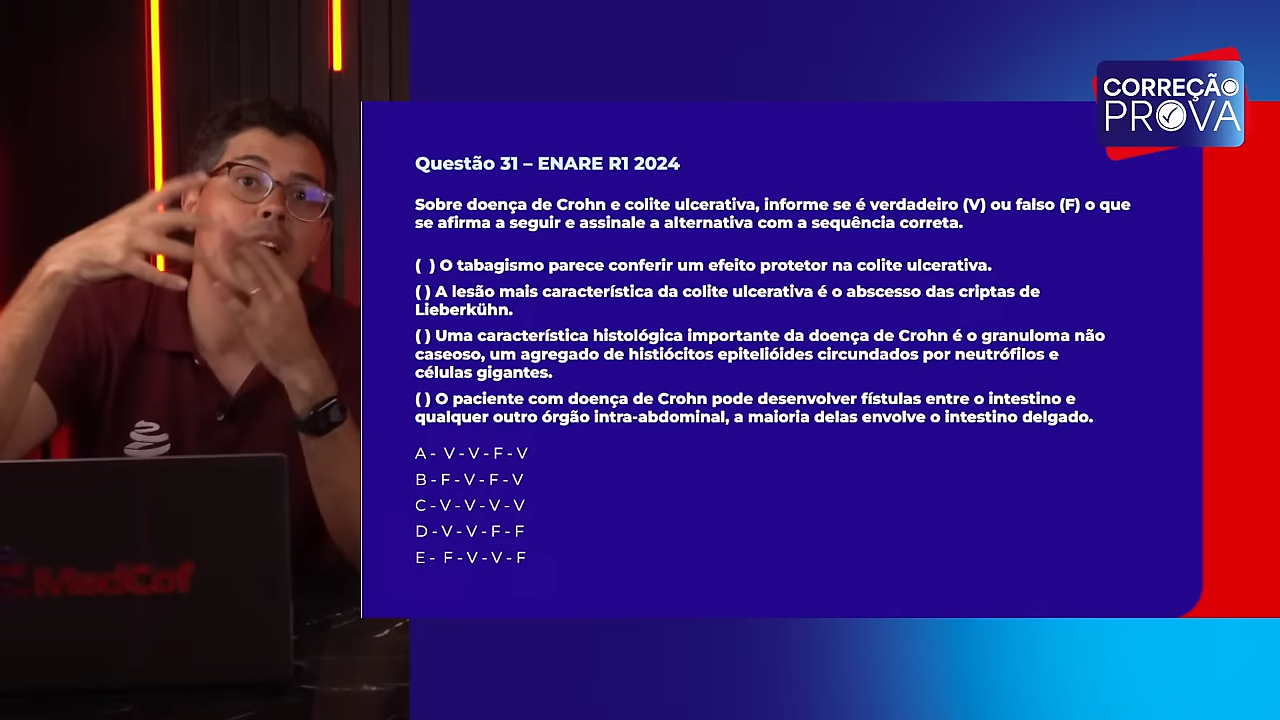 CORREÇÃO
PROVA
Questão 31 – ENARE R1 2024
Sobre doença de Crohn e colite ulcerativa, informe se é verdadeiro (V) ou falso (F) o que
se afirma a seguir e assinale a alternativa com a sequência correta.
( ) O tabagismo parece conferir um efeito protetor na colite ulcerativa.
( ) A lesão mais característica da colite ulcerativa é o abscesso das criptas de
Lieberkühn.
( ) Uma característica histológica importante da doença de Crohn é o granuloma não
caseoso, um agregado de histiócitos epitelióides circundados por neutrófilos e
células gigantes.
( ) O paciente com doença de Crohn pode desenvolver fístulas entre o intestino e
qualquer outro órgão intra-abdominal, a maioria delas envolve o intestino delgado.
A - V - V - F - V
B - F - V - F - V
C - V - V - V - V
D - V - V - F - F
E - F - V - V - F
MedCof